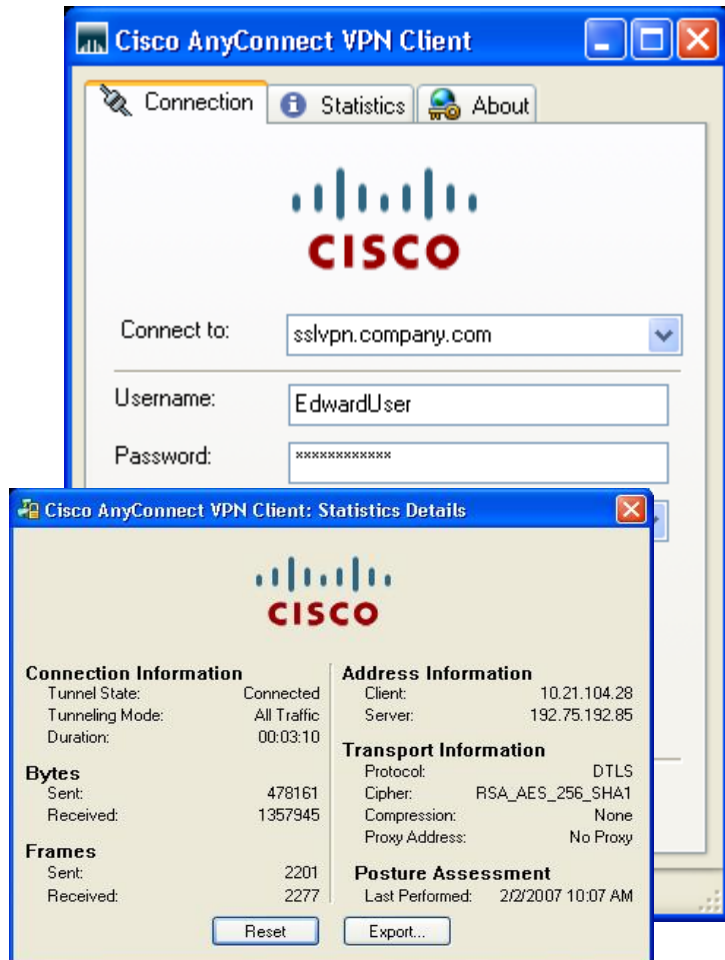 Cisco AnyConnect VPN Client
Connection Statistics About
CISCO
Connect to: sslvpn.company.com
Username: EdwardUser
Password: ************
Cisco AnyConnect VPN Client: Statistics Details
CISCO
Connection Information
Tunnel State: Connected
Tunneling Mode: All Traffic
Duration: 00:03:10
Bytes
Sent: 478161
Received: 1357945
Frames
Sent: 2201
Received: 2277
Address Information
Client: 10.21.104.28
Server: 192.75.192.85
Transport Information
Protocol: DTLS
Cipher: RSA_AES_256_SHA1
Compression: None
Proxy Address: No Proxy
Posture Assessment
Last Performed: 2/2/2007 10:07 AM
Reset Export...